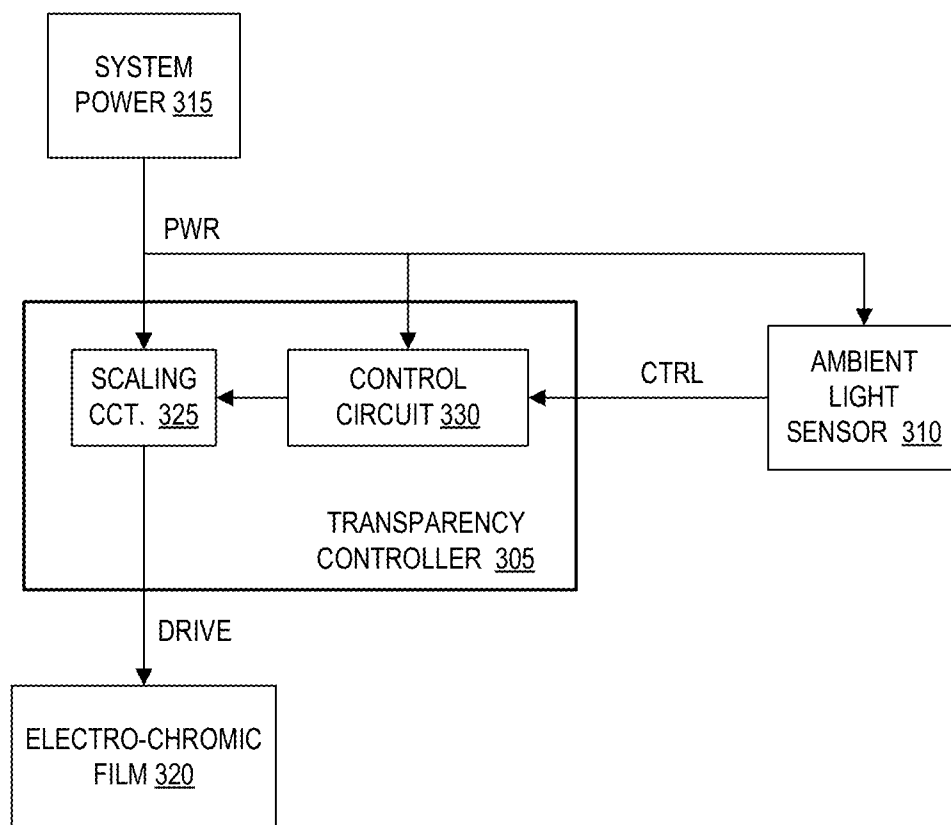 SYSTEM
POWER 315
PWR
SCALING
CCT. 325
CONTROL
CIRCUIT 330
CTRL
AMBIENT
LIGHT
SENSOR 310
TRANSPARENCY
CONTROLLER 305
DRIVE
ELECTRO-CHROMIC
FILM 320